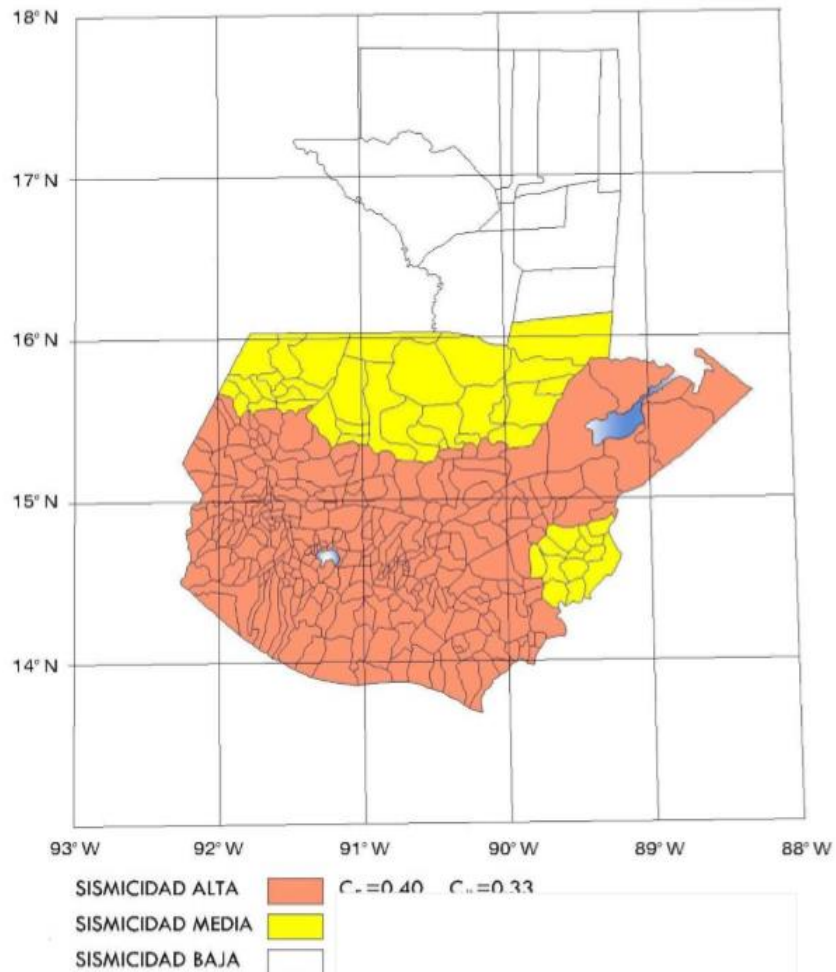 18° N
17° N
16° N
15° N
14° N
93° W 92° W 91° W 90° W 89° W 88° W
SISMICIDAD ALTA =0.40 =0.33
SISMICIDAD MEDIA
SISMICIDAD BAJA